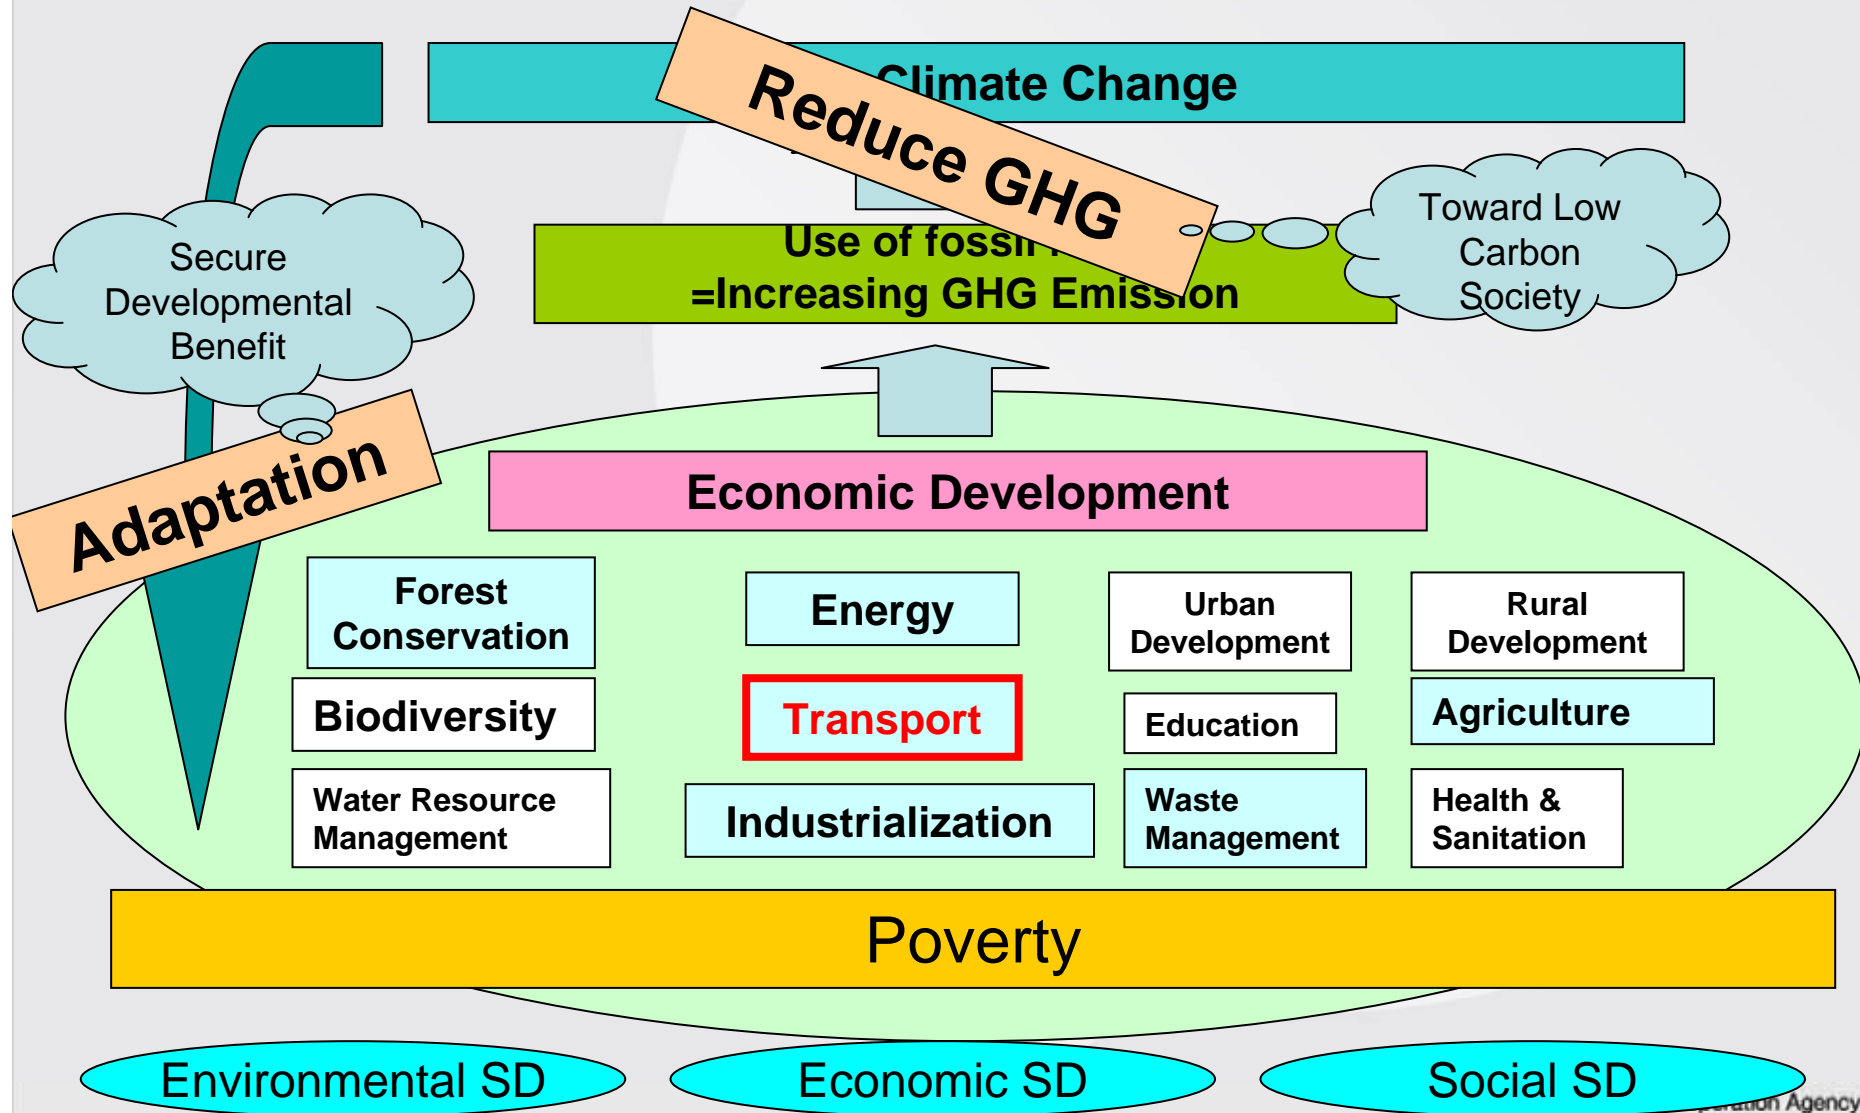 Climate Change
Reduce GHG
Use of fossil
=Increasing GHG Emission
Toward Low
Carbon
Society
Secure
Developmental
Benefit
Adaptation
Economic Development
Forest
Conservation
Energy
Urban
Development
Rural
Development
Biodiversity
Transport
Education
Agriculture
Water Resource
Management
Industrialization
Waste
Management
Health &
Sanitation
Poverty
Environmental SD
Economic SD
Social SD
Agency